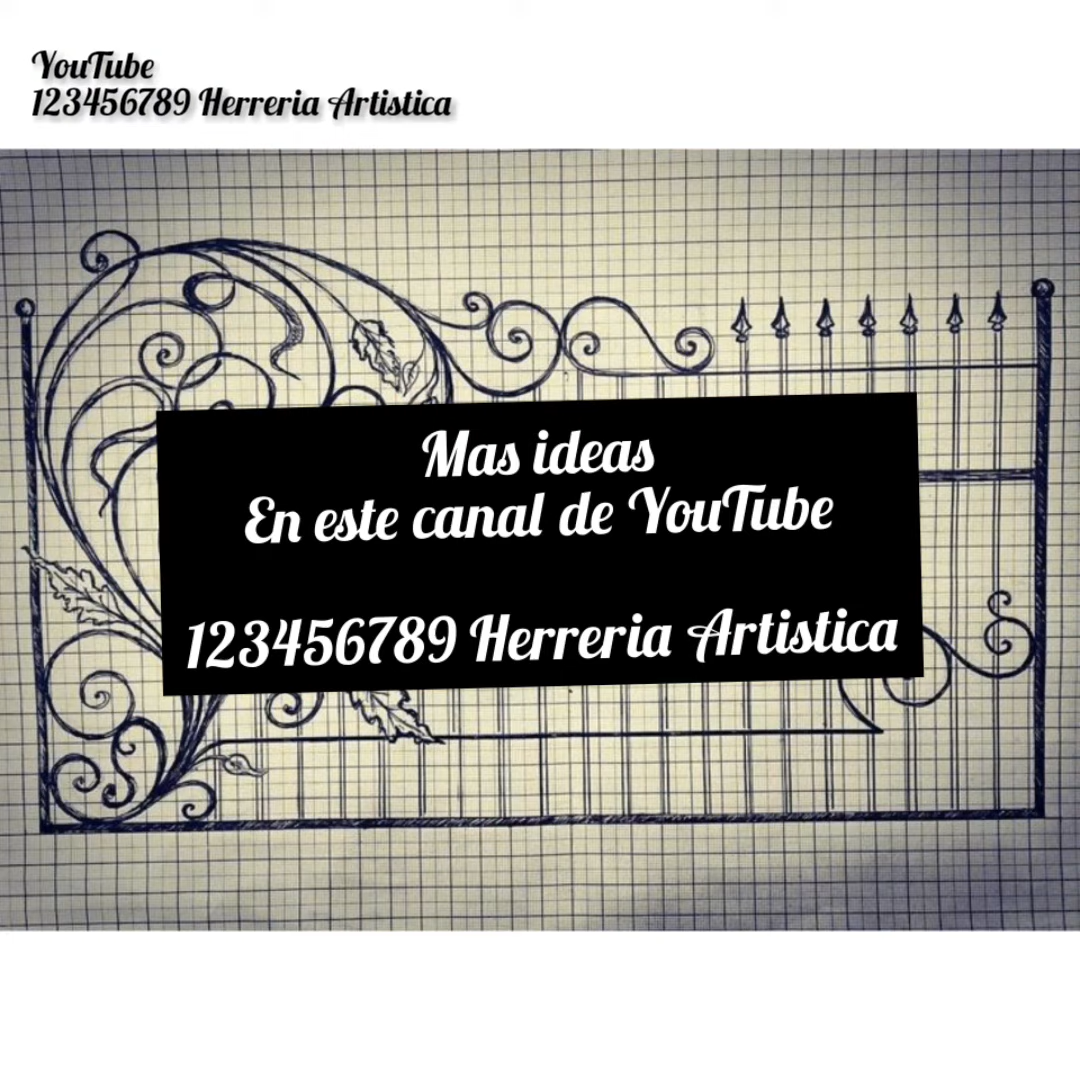 YouTube
123456789 Herreria Artistica
Mas ideas
En este canal de YouTube
123456789 Herreria Artistica